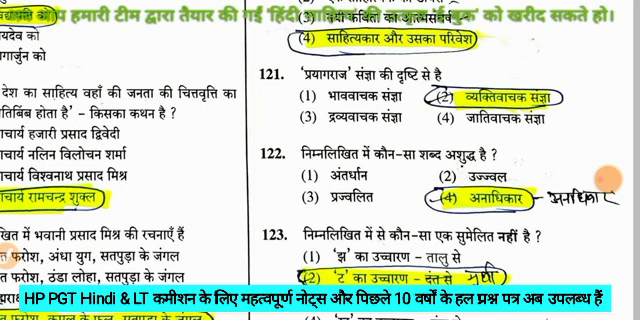 आप हमारी टीम द्वारा तैयार की गई हिंदी को खरीद सकते हो।
यदेव को
गार्जुन को
देश का साहित्य वहाँ की जनता की चित्तवृत्ति का
तिबिंब होता है’ – किसका कथन है ?
चार्य हजारी प्रसाद द्विवेदी
चार्य नलिन विलोचन शर्मा
चार्य विश्वनाथ प्रसाद मिश्र
चार्य रामचन्द्र शुक्ल
खित में भवानी प्रसाद मिश्र की रचनाएँ हैं
त फरोश, अंधा युग, सतपुड़ा के जंगल
त फरोश, ठंडा लोहा, सतपुड़ा के जंगल
(4) साहित्यकार और उसका परिवेश
121. ‘प्रयागराज’ संज्ञा की दृष्टि से है
(1) भाववाचक संज्ञा (2) व्यक्तिवाचक संज्ञा
(3) द्रव्यवाचक संज्ञा (4) जातिवाचक संज्ञा
122. निम्नलिखित में कौन-सा शब्द अशुद्ध है ?
(1) अंतर्धान (2) उज्ज्वल
(3) प्रज्वलित (4) अनाधिकार
123. निम्नलिखित में से कौन-सा एक सुमेलित नहीं है ?
(1) ‘झ’ का उच्चारण – तालु से
(2) ‘ट’ का उच्चारण – दंत से मूर्धा
HP PGT Hindi & LT कमीशन के लिए महत्वपूर्ण नोट्स और पिछले 10 वर्षों के हल प्रश्न पत्र अब उपलब्ध हैं